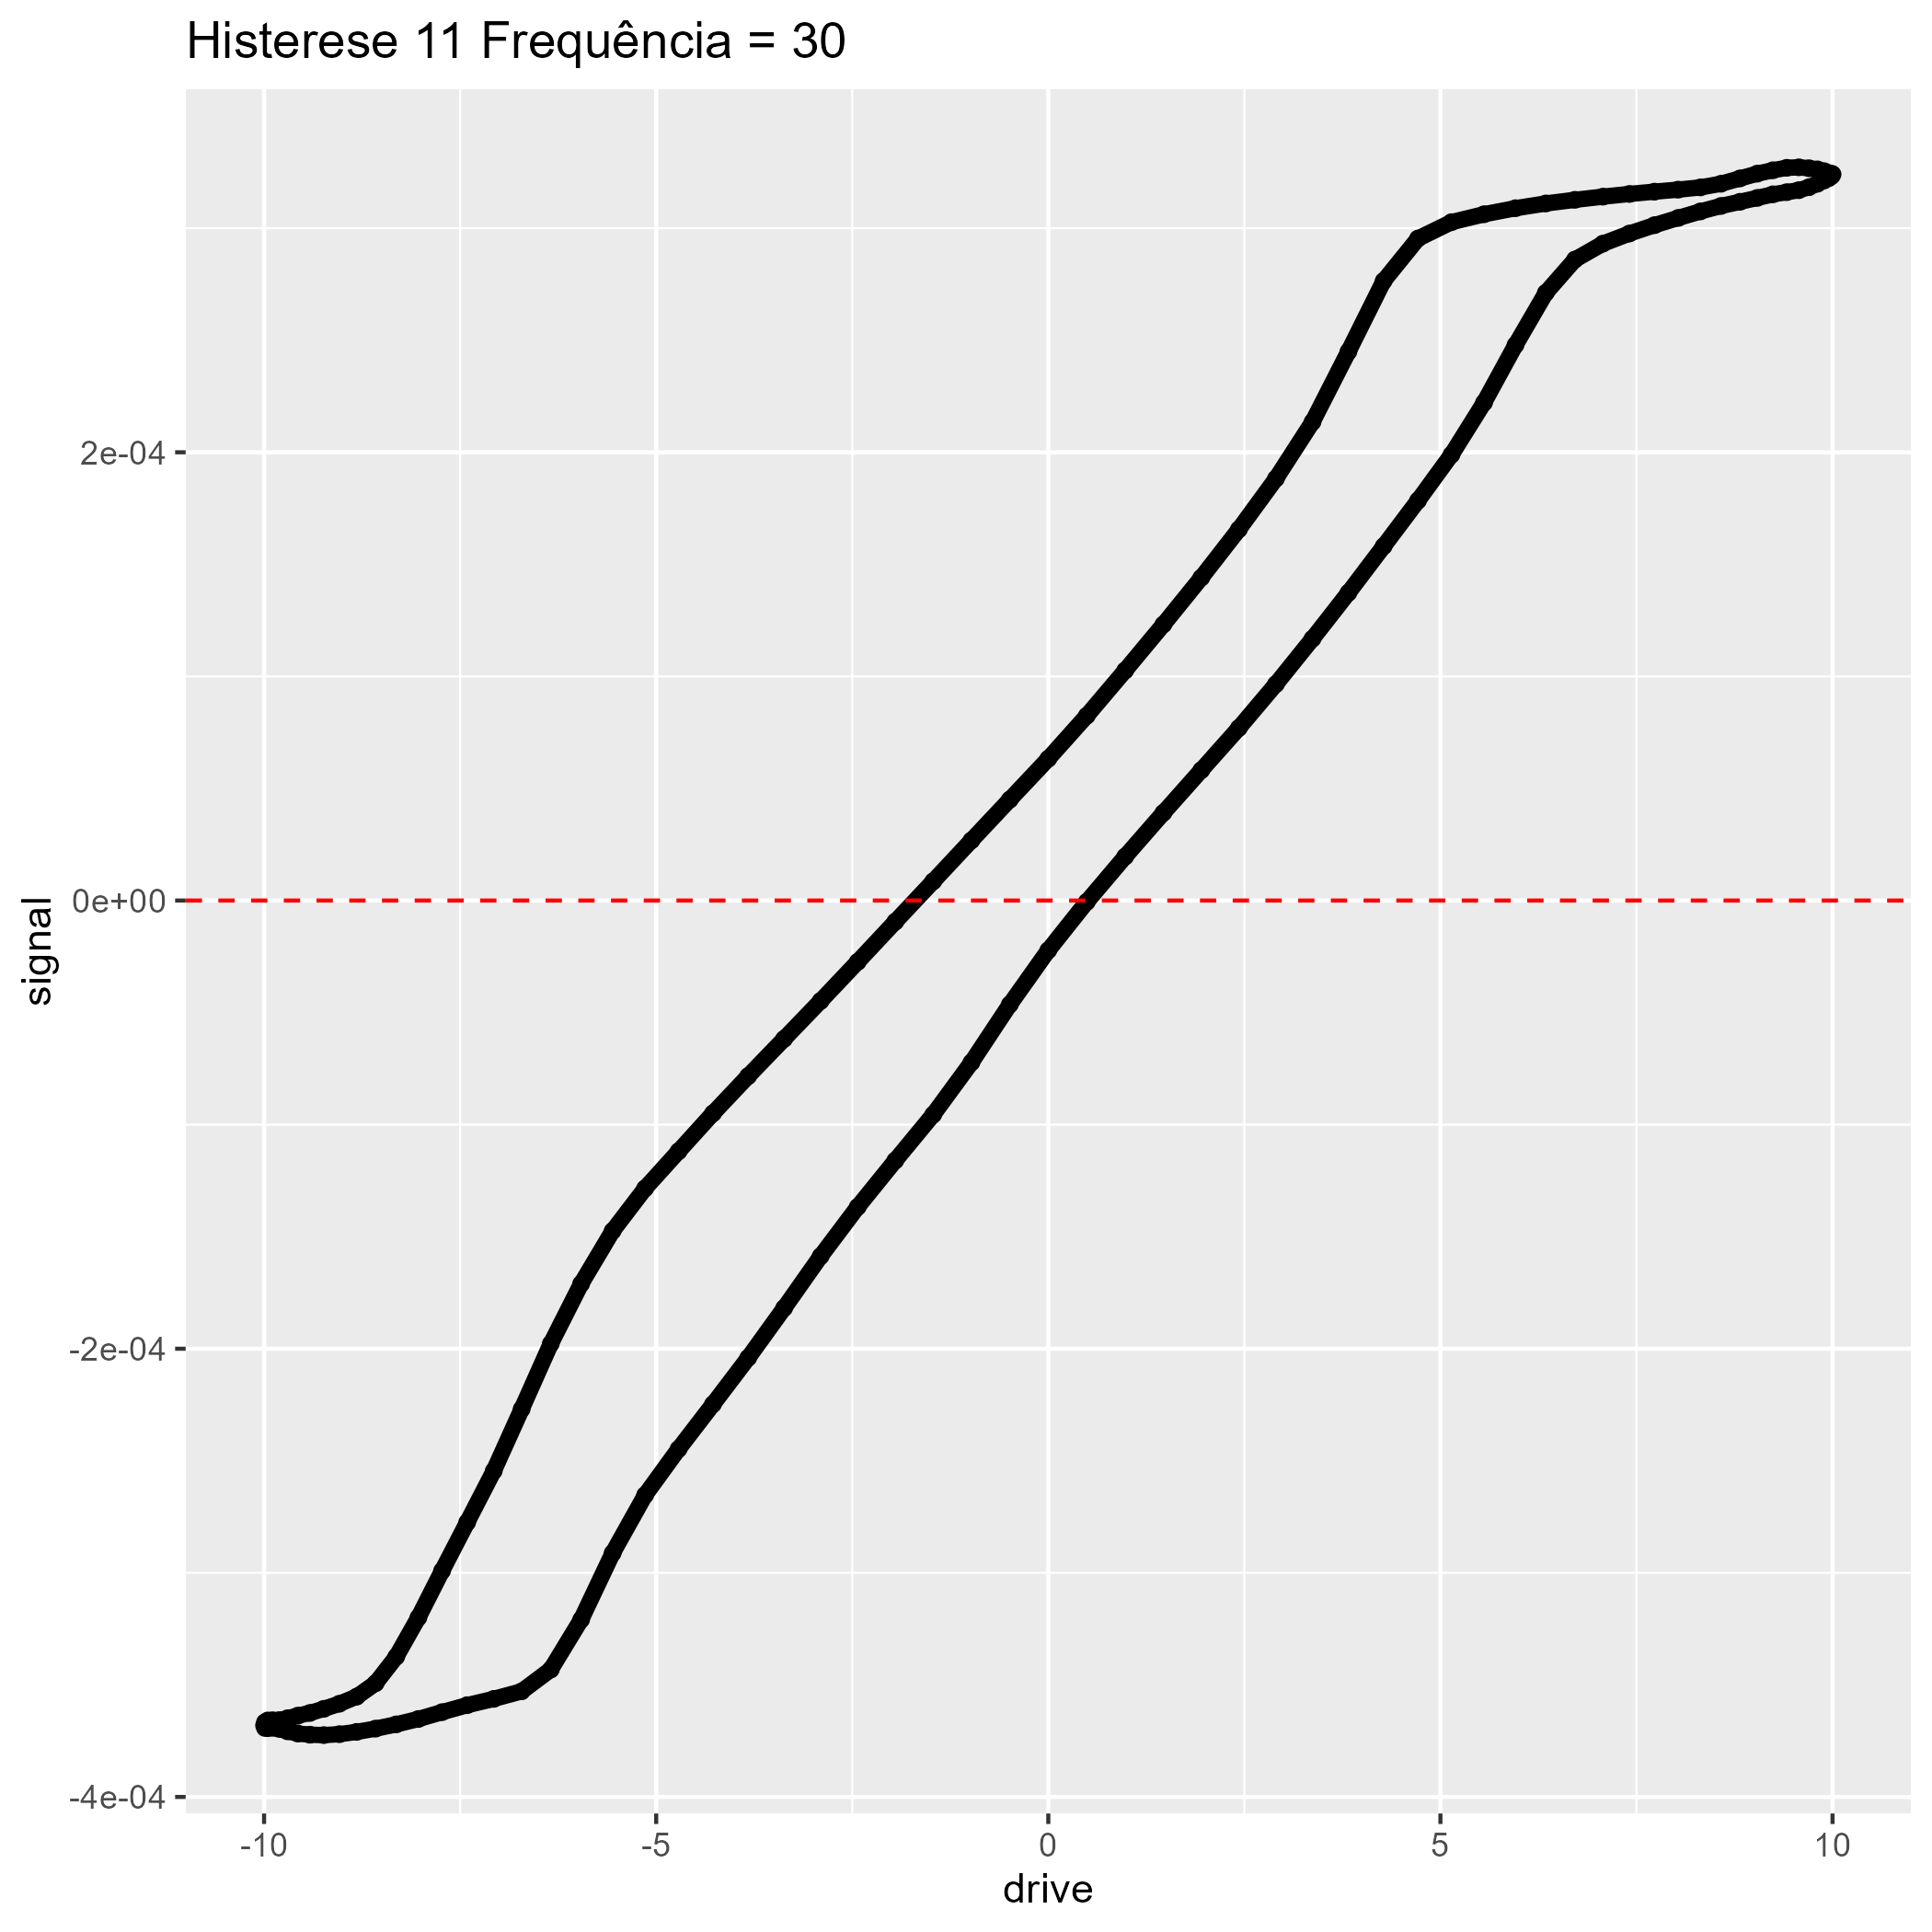 Histerese 11 Frequência = 30
signal
2e-04
0e+00
-2e-04
-4e-04
-10 -5 0 5 10
drive